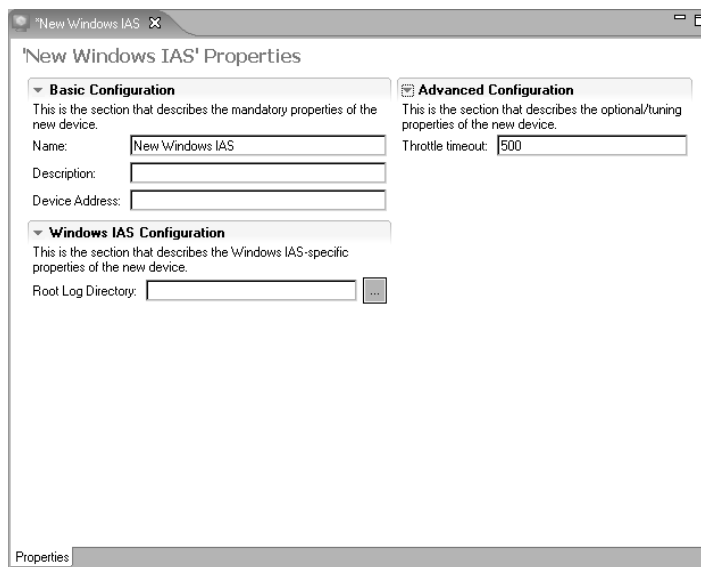 *New Windows IAS
'New Windows IAS' Properties
Basic Configuration
This is the section that describes the mandatory properties of the
new device.
Name: New Windows IAS
Description:
Device Address:
Windows IAS Configuration
This is the section that describes the Windows IAS-specific
properties of the new device.
Root Log Directory: ...
Advanced Configuration
This is the section that describes the optional/tuning
properties of the new device.
Throttle timeout: 500
Properties